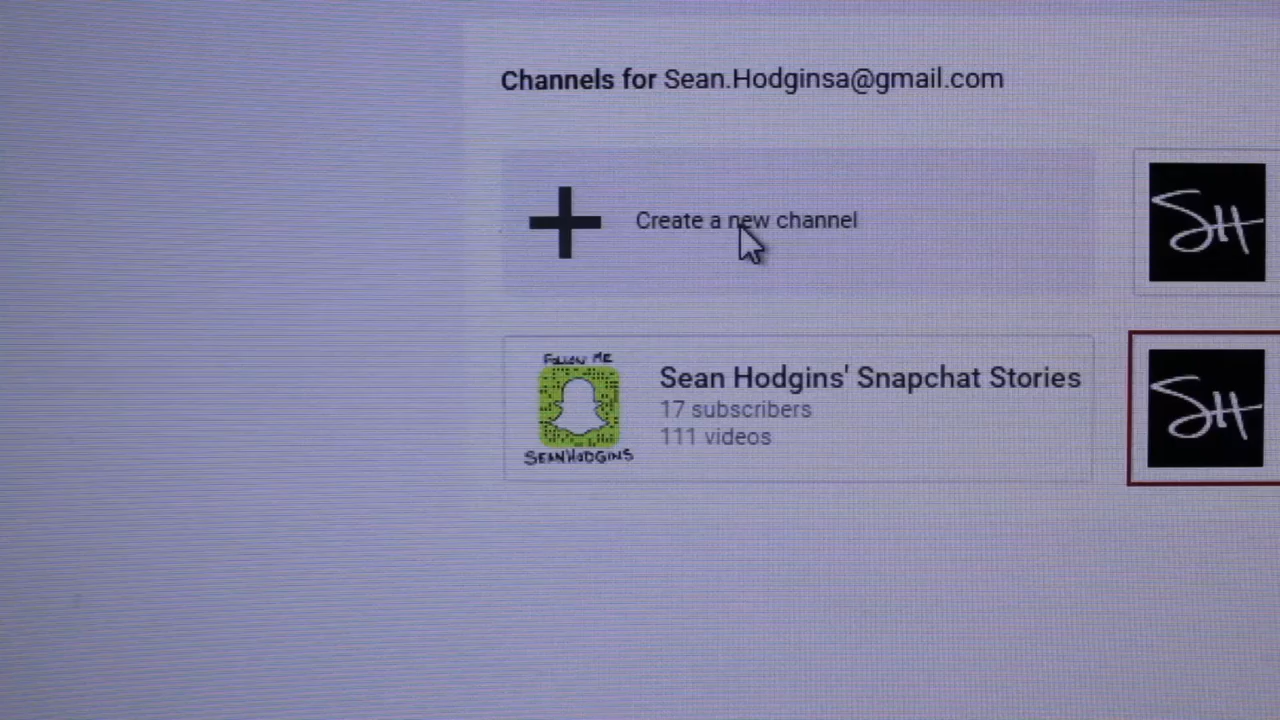 Channels for Sean.Hodginsa@gmail.com
Create a new channel
SH
FOLLOW ME
Sean Hodgins' Snapchat Stories
17 subscribers
111 videos
SEANHODGINS
SH